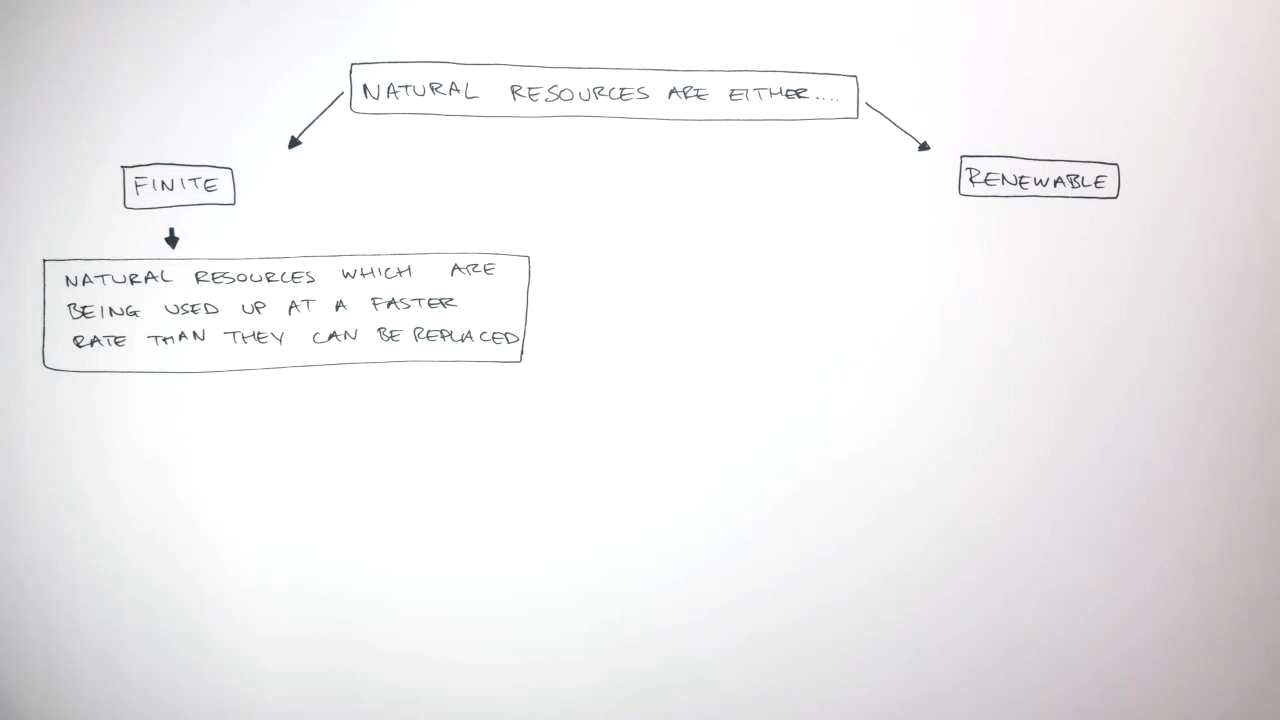 NATURAL RESOURCES ARE EITHER....
FINITE
RENEWABLE
NATURAL RESOURCES WHICH ARE
BEING USED UP AT A FASTER
RATE THAN THEY CAN BE REPLACED